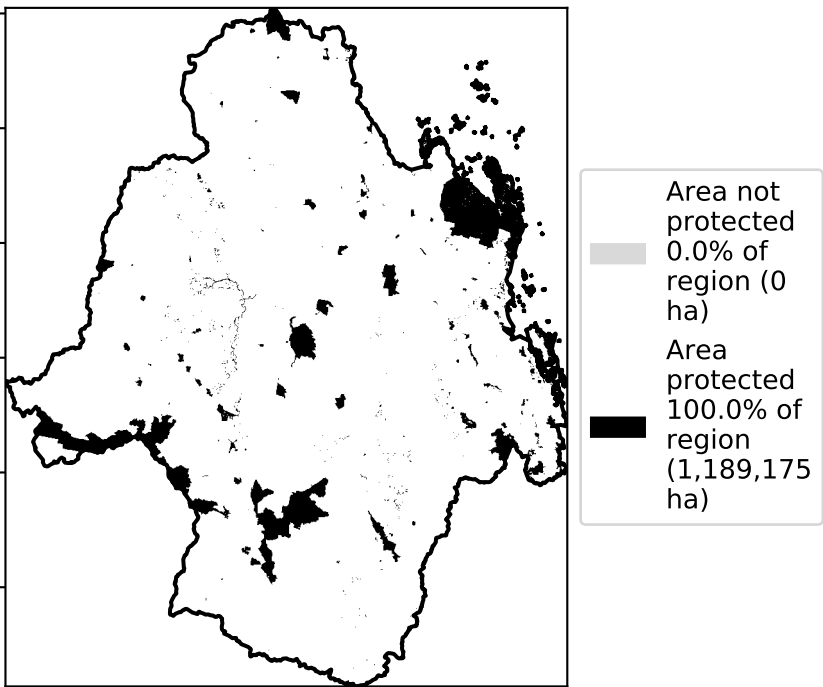 Area not
protected
0.0% of
region (0
ha)
Area
protected
100.0% of
region
(1,189,175
ha)